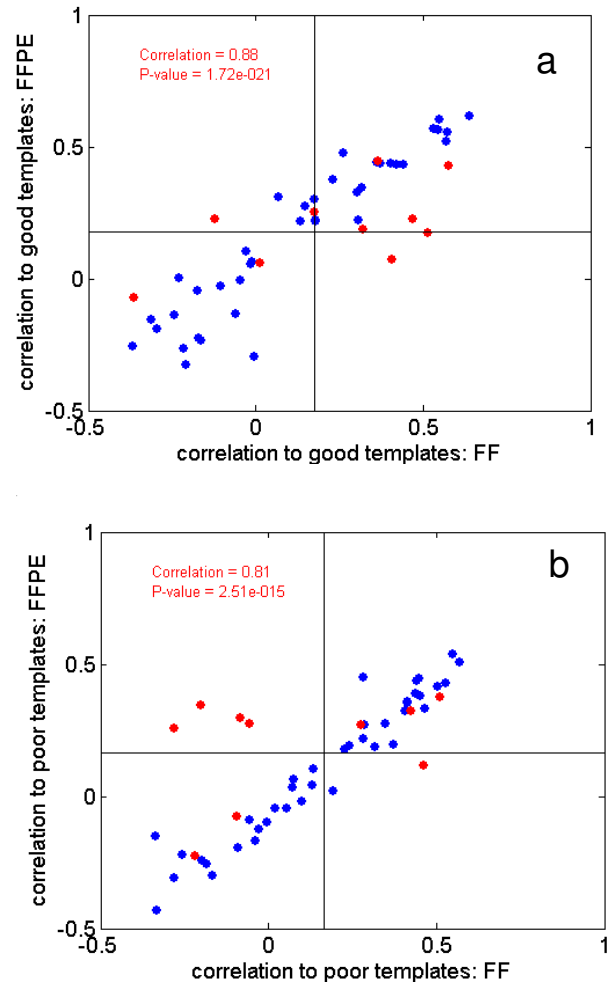 1
Correlation = 0.88
P-value = 1.72e-021
a
0.5
0
-0.5
-0.5
0
0.5
1
correlation to good templates: FFPE
correlation to good templates: FF
1
Correlation = 0.81
P-value = 2.51e-015
b
0.5
0
-0.5
-0.5
0
0.5
1
correlation to poor templates: FFPE
correlation to poor templates: FF